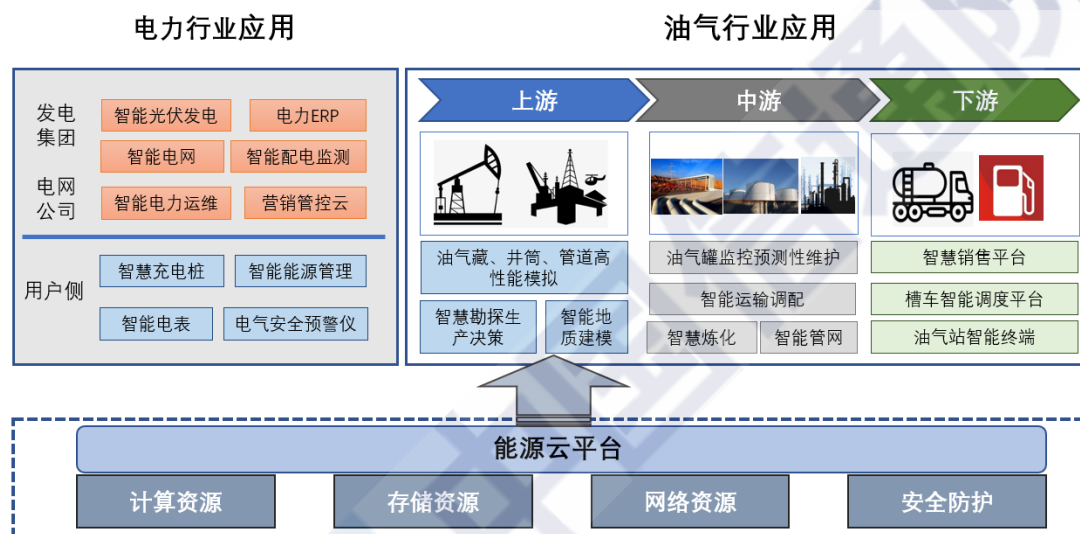 电力行业应用
油气行业应用
发电
集团
智能光伏发电
电力ERP
智能电网
智能配电监测
电网
公司
智能电力运维
营销管控云
用户侧
智慧充电桩
智能能源管理
智能电表
电气安全预警仪
上游
中游
下游
油气藏、井筒、管道高
性能模拟
智慧勘探生
产决策
智能地
质建模
油气罐监控预测性维护
智能运输调配
智慧炼化
智能管网
智慧销售平台
槽车智能调度平台
油气站智能终端
能源云平台
计算资源
存储资源
网络资源
安全防护